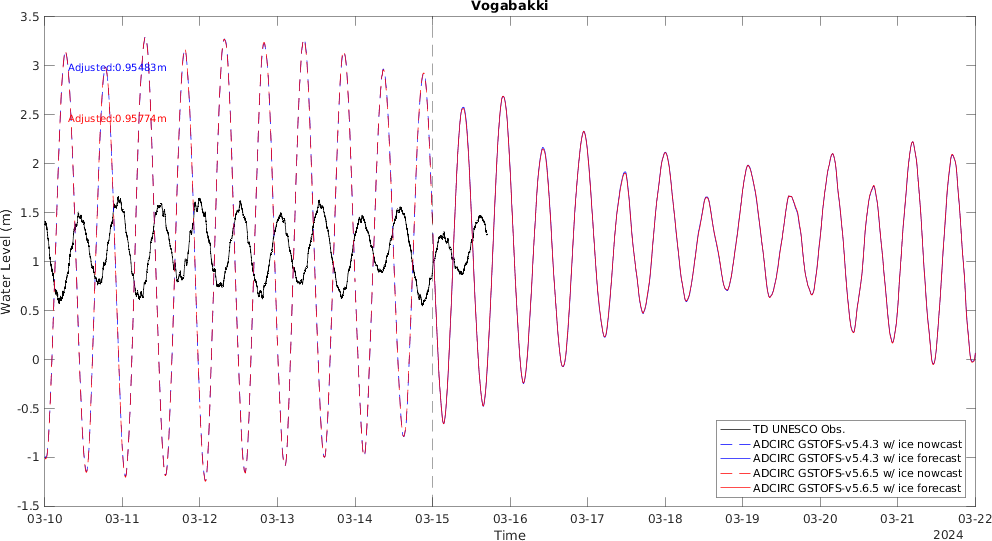 Vogabakki
3.5
3
2.5
2
1.5
1
0.5
0
-0.5
-1
-1.5
Water Level (m)
Adjusted:0.95483m
Adjusted:0.95774m
TD UNESCO Obs.
ADCIRC GSTOFS-v5.4.3 w/ ice nowcast
ADCIRC GSTOFS-v5.4.3 w/ ice forecast
ADCIRC GSTOFS-v5.6.5 w/ ice nowcast
ADCIRC GSTOFS-v5.6.5 w/ ice forecast
03-10 03-11 03-12 03-13 03-14 03-15 03-16 03-17 03-18 03-19 03-20 03-21 03-22
Time
2024